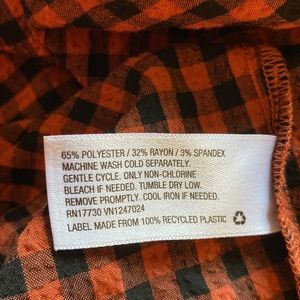 65% POLYESTER / 32% RAYON / 3% SPANDEX
MACHINE WASH COLD SEPARATELY.
GENTLE CYCLE. ONLY NON-CHLORINE
BLEACH IF NEEDED. TUMBLE DRY LOW.
REMOVE PROMPTLY. COOL IRON IF NEEDED.
RN17730 VN1247024
LABEL MADE FROM 100% RECYCLED PLASTIC